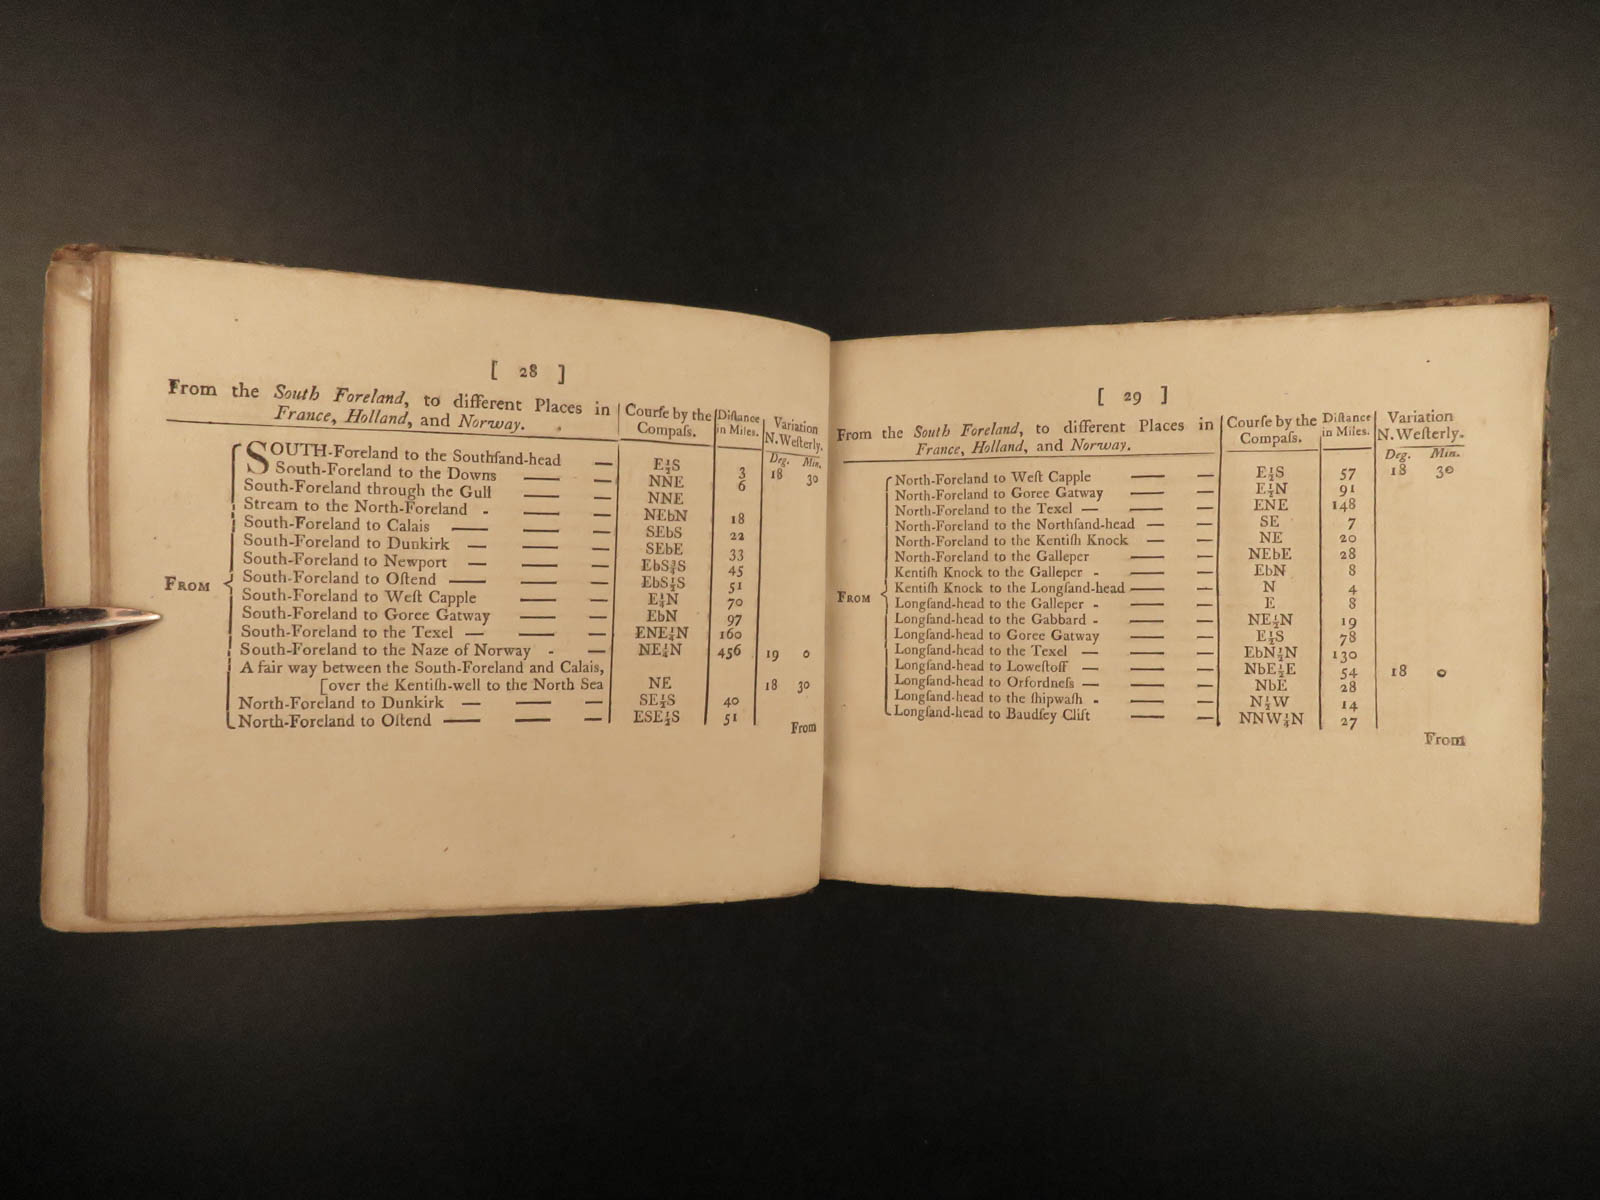 [ 28 ]
From the South Foreland, to different Places in France, Holland, and Norway. | Courſe by the Compaſs. | Diſtance in Miles. | Variation N. Weſterly.
Deg. Min.
FROM
SOUTH-Foreland to the Southſand-head — E½S 3 18 30
South-Foreland to the Downs — — NNE 6
South-Foreland through the Gull — — NNE
Stream to the North-Foreland - — — NEbN 18
South-Foreland to Calais — — — SEbS 22
South-Foreland to Dunkirk — — — SEbE 33
South-Foreland to Newport — — — EbS¾S 45
South-Foreland to Oſtend — — — EbS¼S 51
South-Foreland to Weſt Capple — — E¼N 70
South-Foreland to Goree Gatway — — EbN 97
South-Foreland to the Texel — — — ENE¼N 160
South-Foreland to the Naze of Norway - — NE¼N 456 19 0
A fair way between the South-Foreland and Calais,
[over the Kentiſh-well to the North Sea NE 18 30
North-Foreland to Dunkirk — — — SE½S 40
North-Foreland to Oſtend — — — ESE½S 51
From
[ 29 ]
From the South Foreland, to different Places in France, Holland, and Norway. | Courſe by the Compaſs. | Diſtance in Miles. | Variation N. Weſterly.
Deg. Min.
FROM
North-Foreland to Weſt Capple — — E½S 57 18 30
North-Foreland to Goree Gatway — — E½N 91
North-Foreland to the Texel — — — ENE 148
North-Foreland to the Northſand-head — — SE 7
North-Foreland to the Kentiſh Knock — — NE 20
North-Foreland to the Galleper — — NEbE 28
Kentiſh Knock to the Galleper - — — EbN 8
Kentiſh Knock to the Longſand-head — — N 4
Longſand-head to the Galleper - — — E 8
Longſand-head to the Gabbard - — — NE½N 19
Longſand-head to Goree Gatway — — E½S 78
Longſand-head to the Texel — — — EbN½N 130
Longſand-head to Loweſtoff — — — NbE½E 54 18 0
Longſand-head to Orfordneſs — — — NbE 28
Longſand-head to the ſhipwaſh - — — N½W 14
Longſand-head to Baudſey Clift — — NNW¼N 27
From